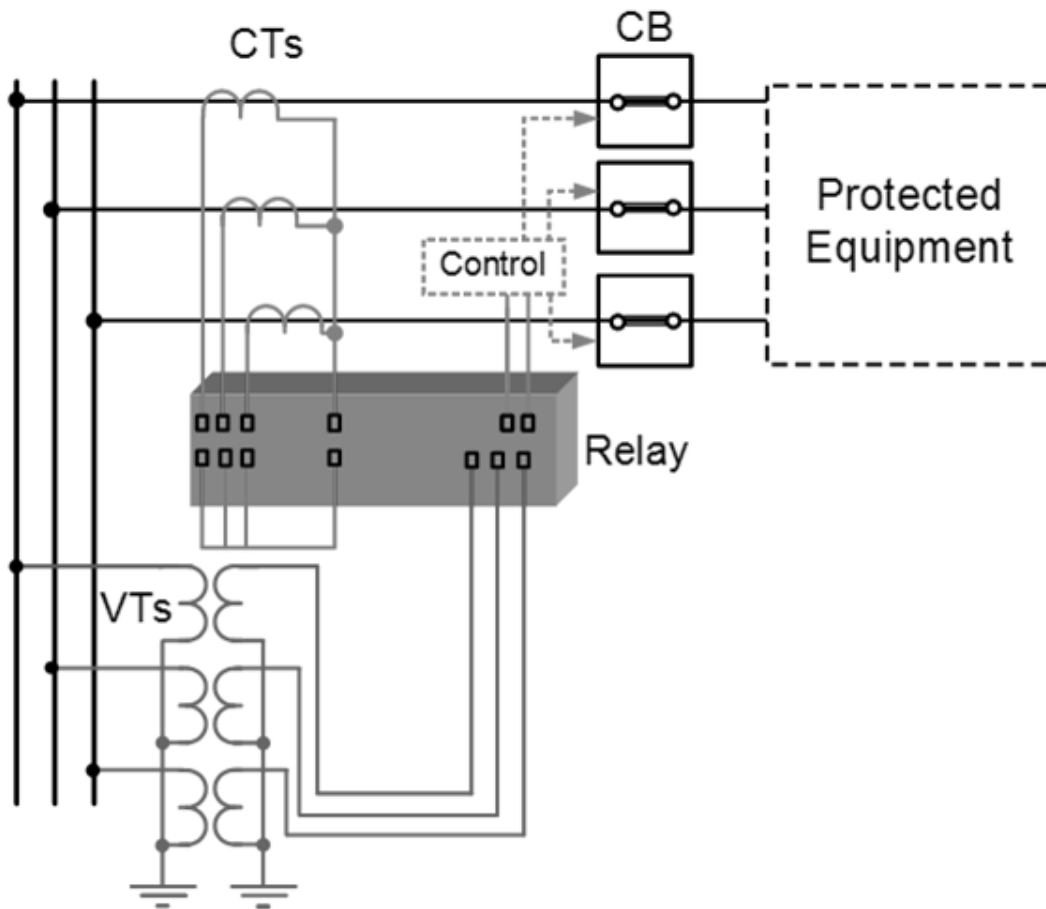 CTs
CB
Protected
Equipment
Control
Relay
VTs